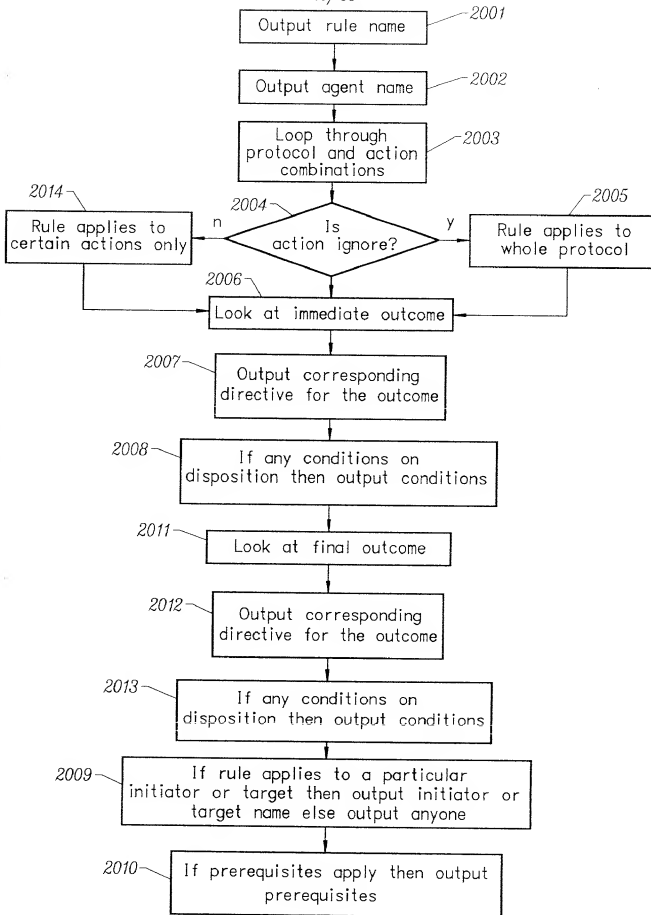 Output rule name
2001
Output agent name
2002
Loop through
protocol and action
combinations
2003
2004
Is
action ignore?
n
y
2014
Rule applies to
certain actions only
2005
Rule applies to
whole protocol
2006
Look at immediate outcome
2007
Output corresponding
directive for the outcome
2008
If any conditions on
disposition then output conditions
2011
Look at final outcome
2012
Output corresponding
directive for the outcome
2013
If any conditions on
disposition then output conditions
2009
If rule applies to a particular
initiator or target then output initiator or
target name else output anyone
2010
If prerequisites apply then output
prerequisites